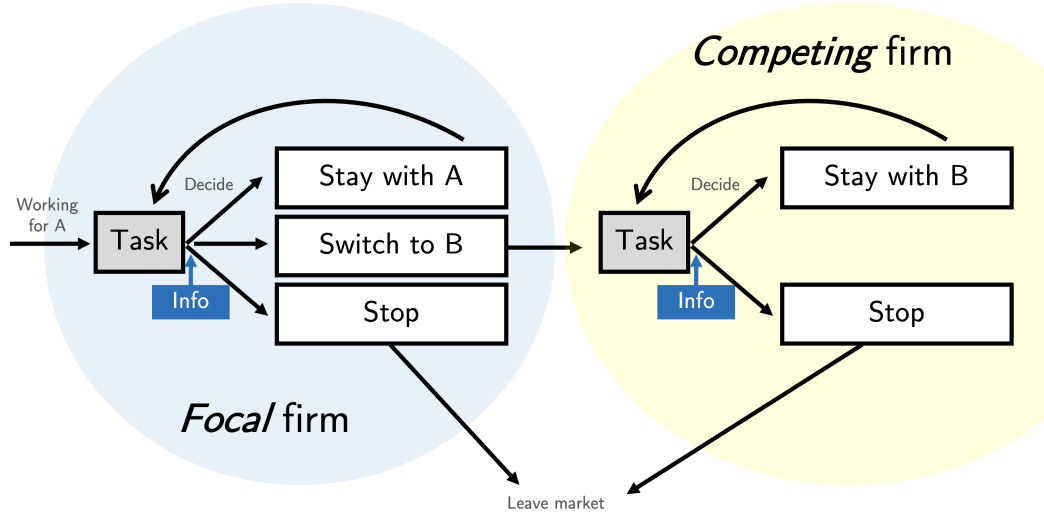 Competing firm
Decide
Stay with A
Working
for A
Task
Switch to B
Info
Stop
Focal firm
Decide
Stay with B
Task
Info
Stop
Leave market